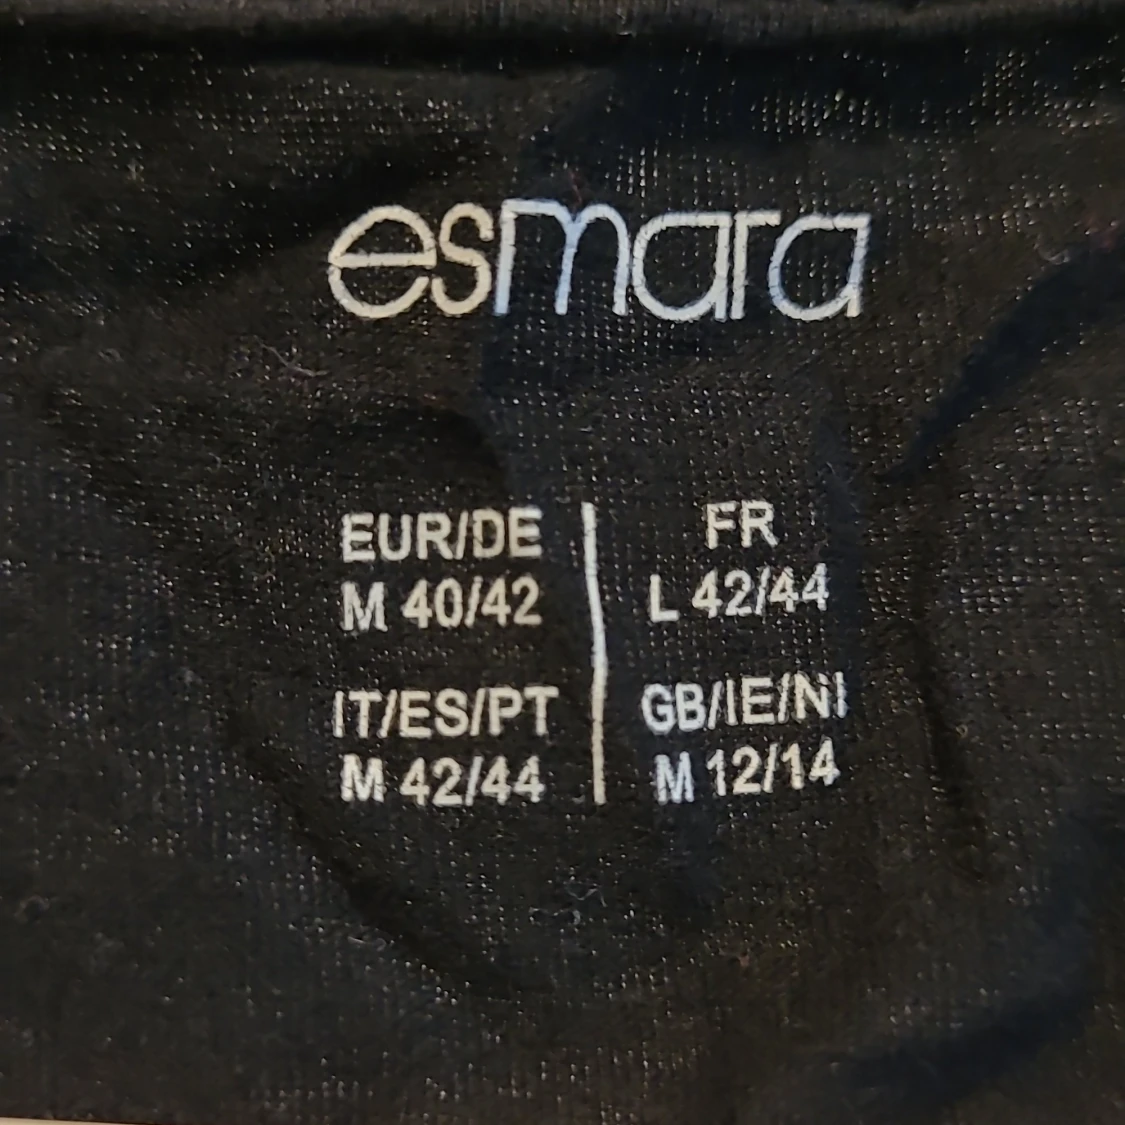 esmara
EUR/DE
M 40/42
FR
L 42/44
IT/ES/PT
M 42/44
GB/IE/NI
M 12/14